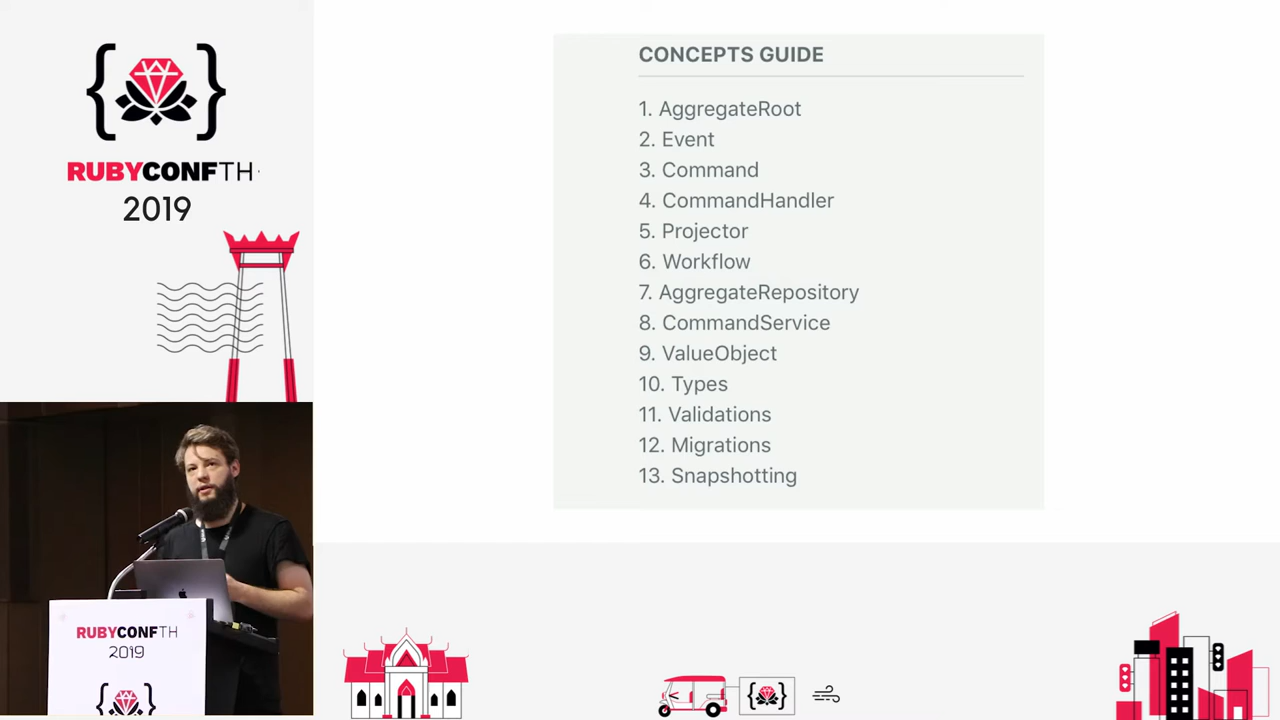 RUBYCONFTH
2019
CONCEPTS GUIDE
1. AggregateRoot
2. Event
3. Command
4. CommandHandler
5. Projector
6. Workflow
7. AggregateRepository
8. CommandService
9. ValueObject
10. Types
11. Validations
12. Migrations
13. Snapshotting
RUBYCONFTH
2019